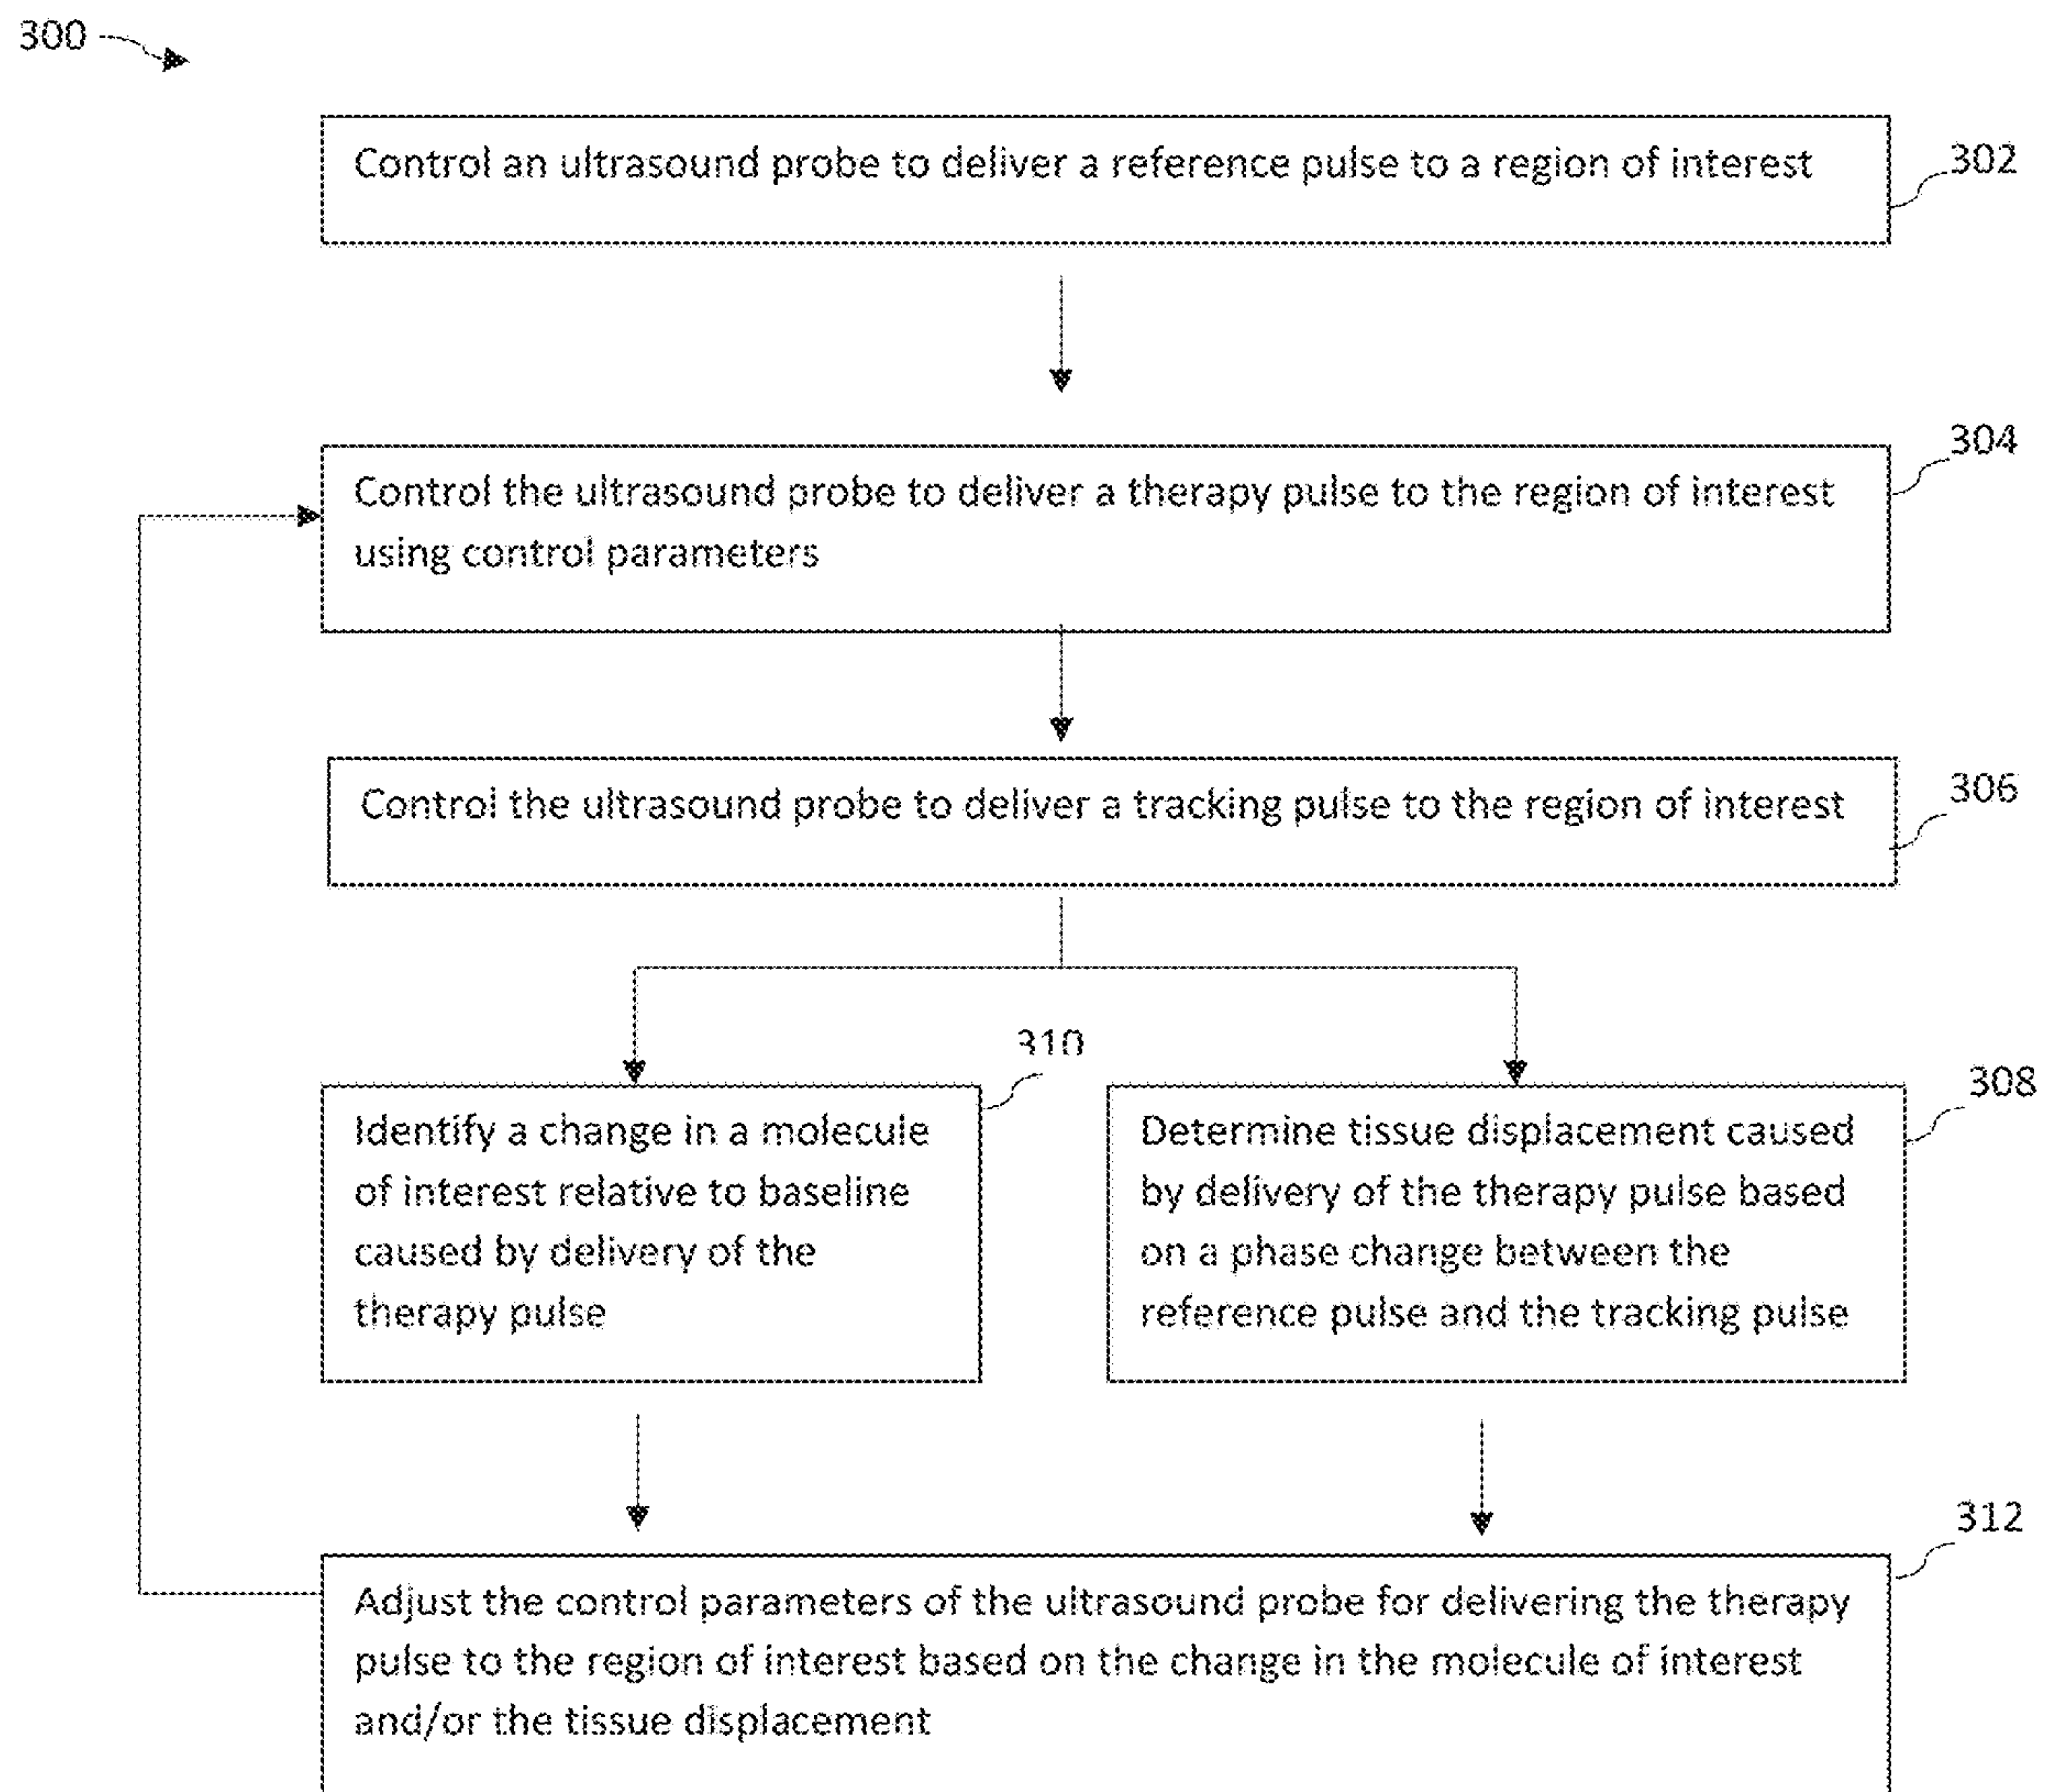 300
Control an ultrasound probe to deliver a reference pulse to a region of interest
302
304
Control the ultrasound probe to deliver a therapy pulse to the region of interest
using control parameters
306
Control the ultrasound probe to deliver a tracking pulse to the region of interest
310
Identify a change in a molecule
of interest relative to baseline
caused by delivery of the
therapy pulse
308
Determine tissue displacement caused
by delivery of the therapy pulse based
on a phase change between the
reference pulse and the tracking pulse
312
Adjust the control parameters of the ultrasound probe for delivering the therapy
pulse to the region of interest based on the change in the molecule of interest
and/or the tissue displacement